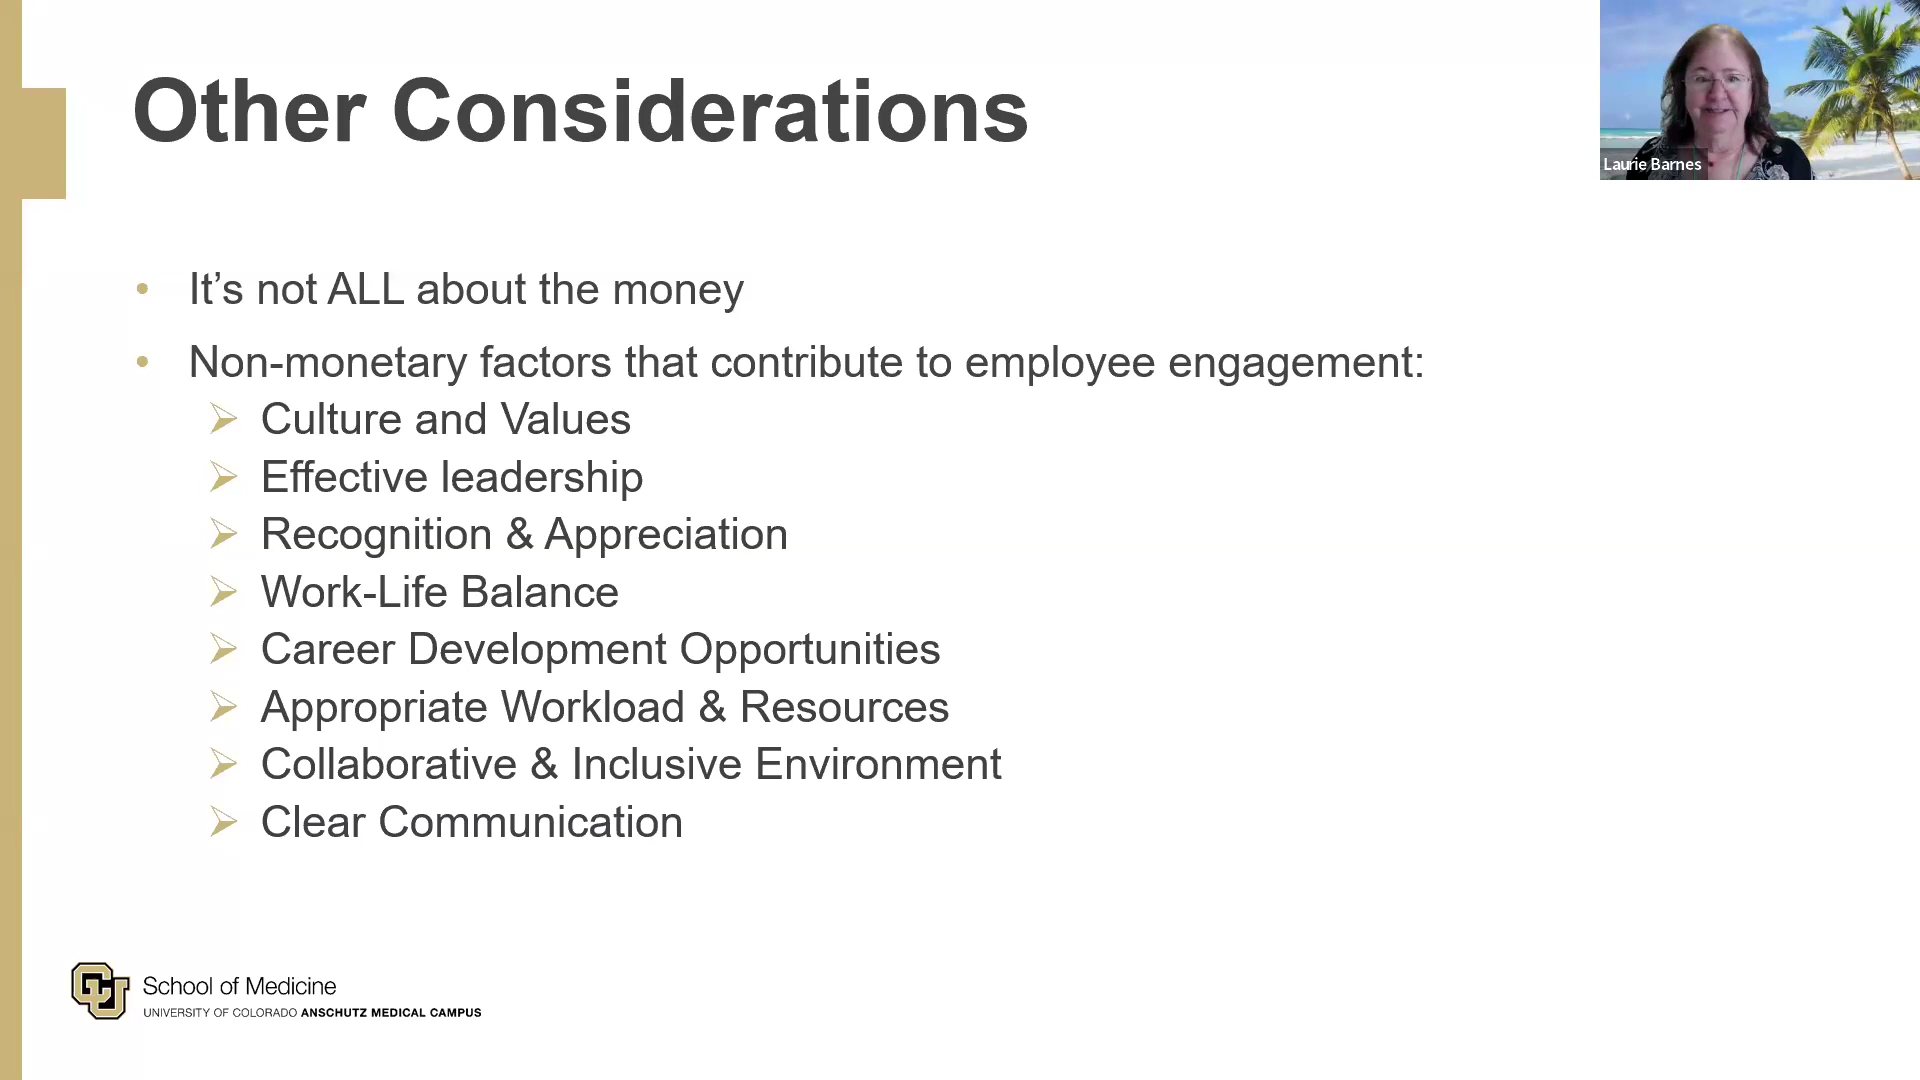 Other Considerations
Laurie Barnes
• It’s not ALL about the money
• Non-monetary factors that contribute to employee engagement:
➢ Culture and Values
➢ Effective leadership
➢ Recognition & Appreciation
➢ Work-Life Balance
➢ Career Development Opportunities
➢ Appropriate Workload & Resources
➢ Collaborative & Inclusive Environment
➢ Clear Communication
CU
School of Medicine
UNIVERSITY OF COLORADO ANSCHUTZ MEDICAL CAMPUS